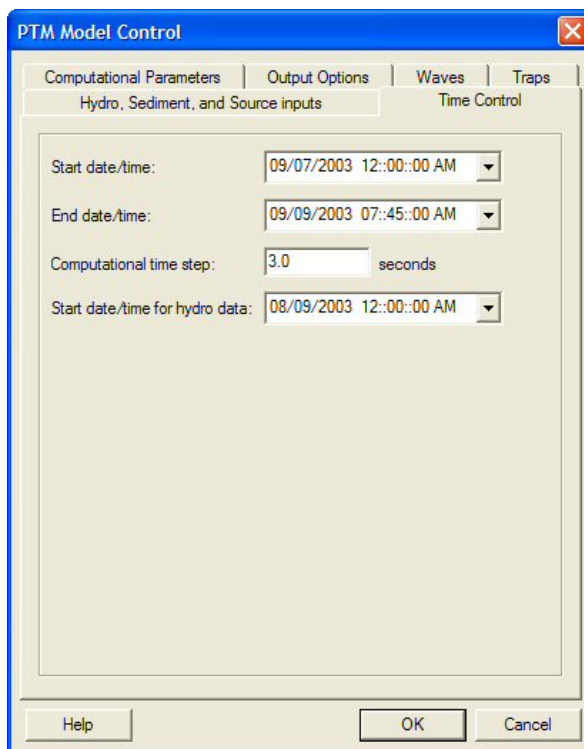 PTM Model Control
Computational Parameters Output Options Waves Traps
Hydro, Sediment, and Source inputs Time Control
Start date/time: 09/07/2003 12::00::00 AM
End date/time: 09/09/2003 07::45::00 AM
Computational time step: 3.0 seconds
Start date/time for hydro data: 08/09/2003 12::00::00 AM
Help OK Cancel